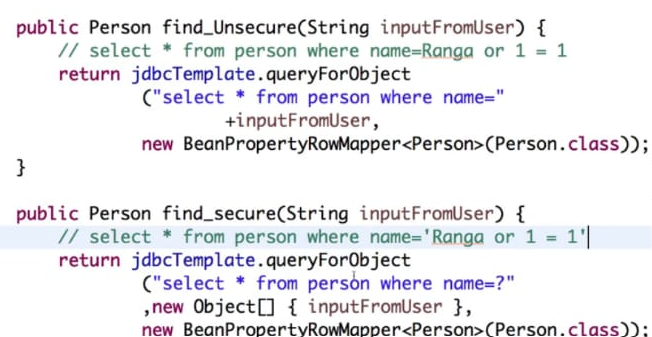 public Person find_Unsecure(String inputFromUser) {
// select * from person where name=Ranga or 1 = 1
return jdbcTemplate.queryForObject
("select * from person where name="
+inputFromUser,
new BeanPropertyRowMapper<Person>(Person.class));
}
public Person find_secure(String inputFromUser) {
// select * from person where name='Ranga or 1 = 1'
return jdbcTemplate.queryForObject
("select * from person where name=?"
,new Object[] { inputFromUser },
new BeanPropertyRowMapper<Person>(Person.class));